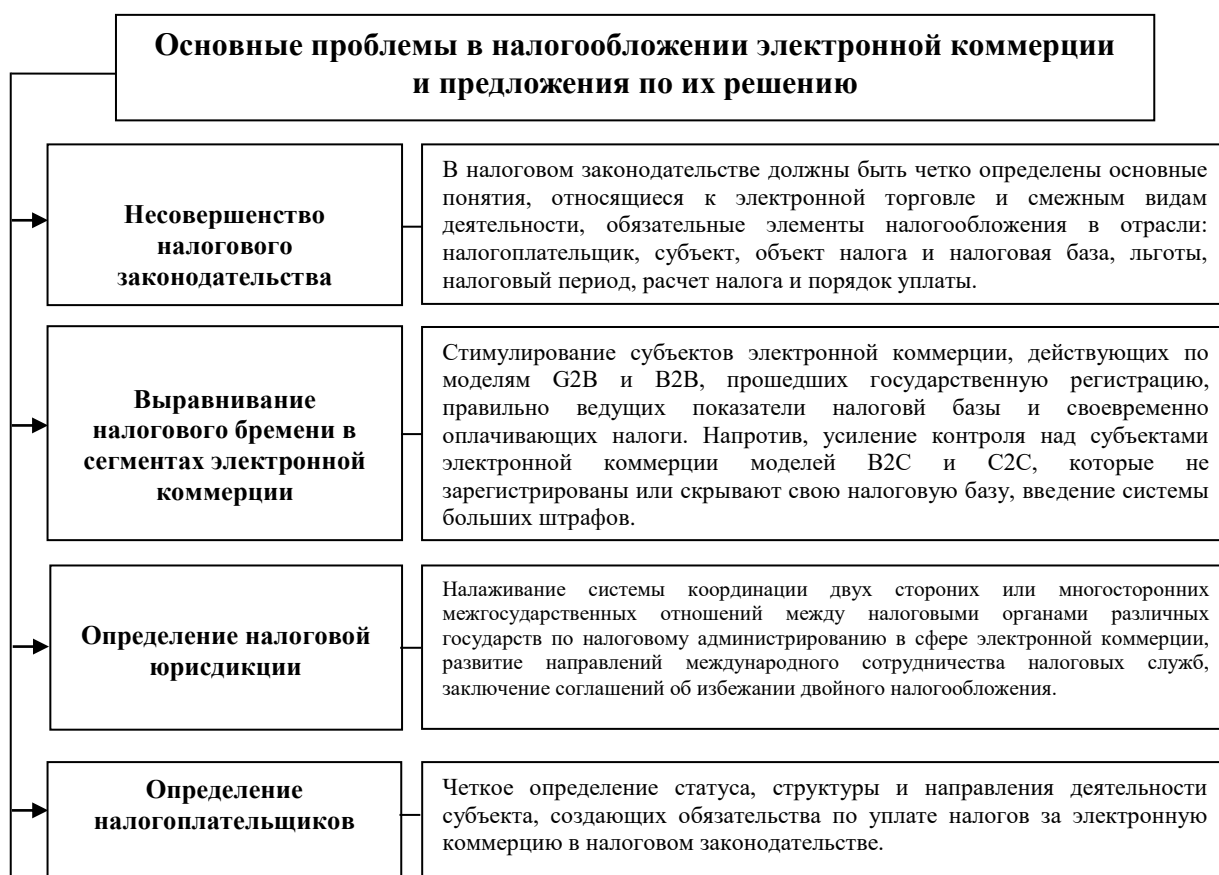 Основные проблемы в налогообложении электронной коммерции
и предложения по их решению
Несовершенство
налогового
законодательства
В налоговом законодательстве должны быть четко определены основные
понятия, относящиеся к электронной торговле и смежным видам
деятельности, обязательные элементы налогообложения в отрасли:
налогоплательщик, субъект, объект налога и налоговая база, льготы,
налоговый период, расчет налога и порядок уплаты.
Выравнивание
налогового бремени в
сегментах электронной
коммерции
Стимулирование субъектов электронной коммерции, действующих по
моделям G2B и B2B, прошедших государственную регистрацию,
правильно ведущих показатели налоговй базы и своевременно
оплачивающих налоги. Напротив, усиление контроля над субъектами
электронной коммерции моделей B2C и C2C, которые не
зарегистрированы или скрывают свою налоговую базу, введение системы
больших штрафов.
Определение налоговой
юрисдикции
Налаживание системы координации двух стороних или многосторонних
межгосударственных отношений между налоговыми органами различных
государств по налоговому администрированию в сфере электронной коммерции,
развитие направлений международного сотрудничества налоговых служб,
заключение соглашений об избежании двойного налогообложения.
Определение
налогоплательщиков
Четкое определение статуса, структуры и направления деятельности
субъекта, создающих обязательства по уплате налогов за электронную
коммерцию в налоговом законодательстве.